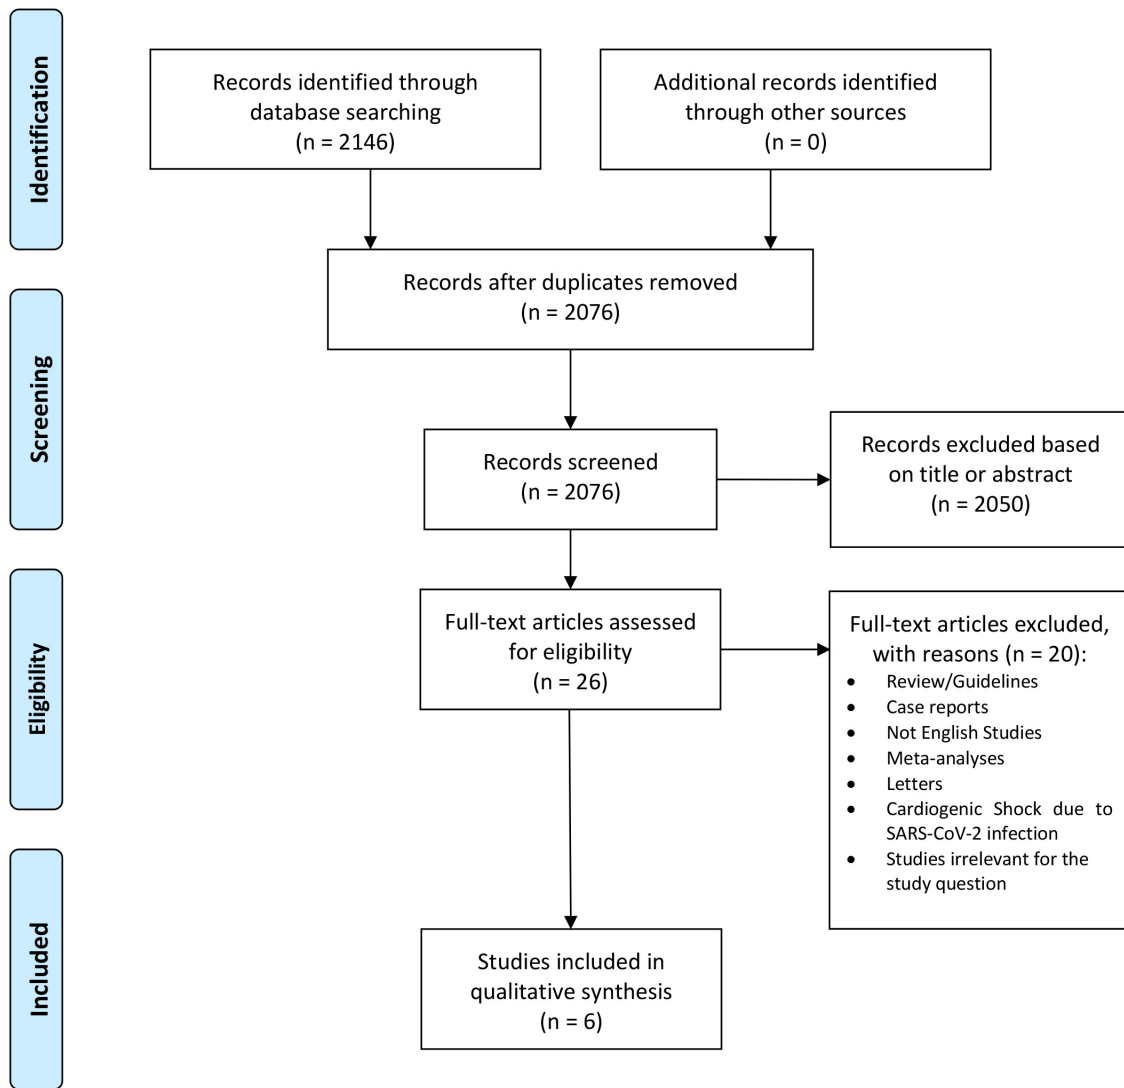 Identification
Records identified through
database searching
(n = 2146)
Additional records identified
through other sources
(n = 0)
Records after duplicates removed
(n = 2076)
Screening
Records screened
(n = 2076)
Records excluded based
on title or abstract
(n = 2050)
Eligibility
Full-text articles assessed
for eligibility
(n = 26)
Full-text articles excluded,
with reasons (n = 20):
• Review/Guidelines
• Case reports
• Not English Studies
• Meta-analyses
• Letters
• Cardiogenic Shock due to
SARS-CoV-2 infection
• Studies irrelevant for the
study question
Included
Studies included in
qualitative synthesis
(n = 6)